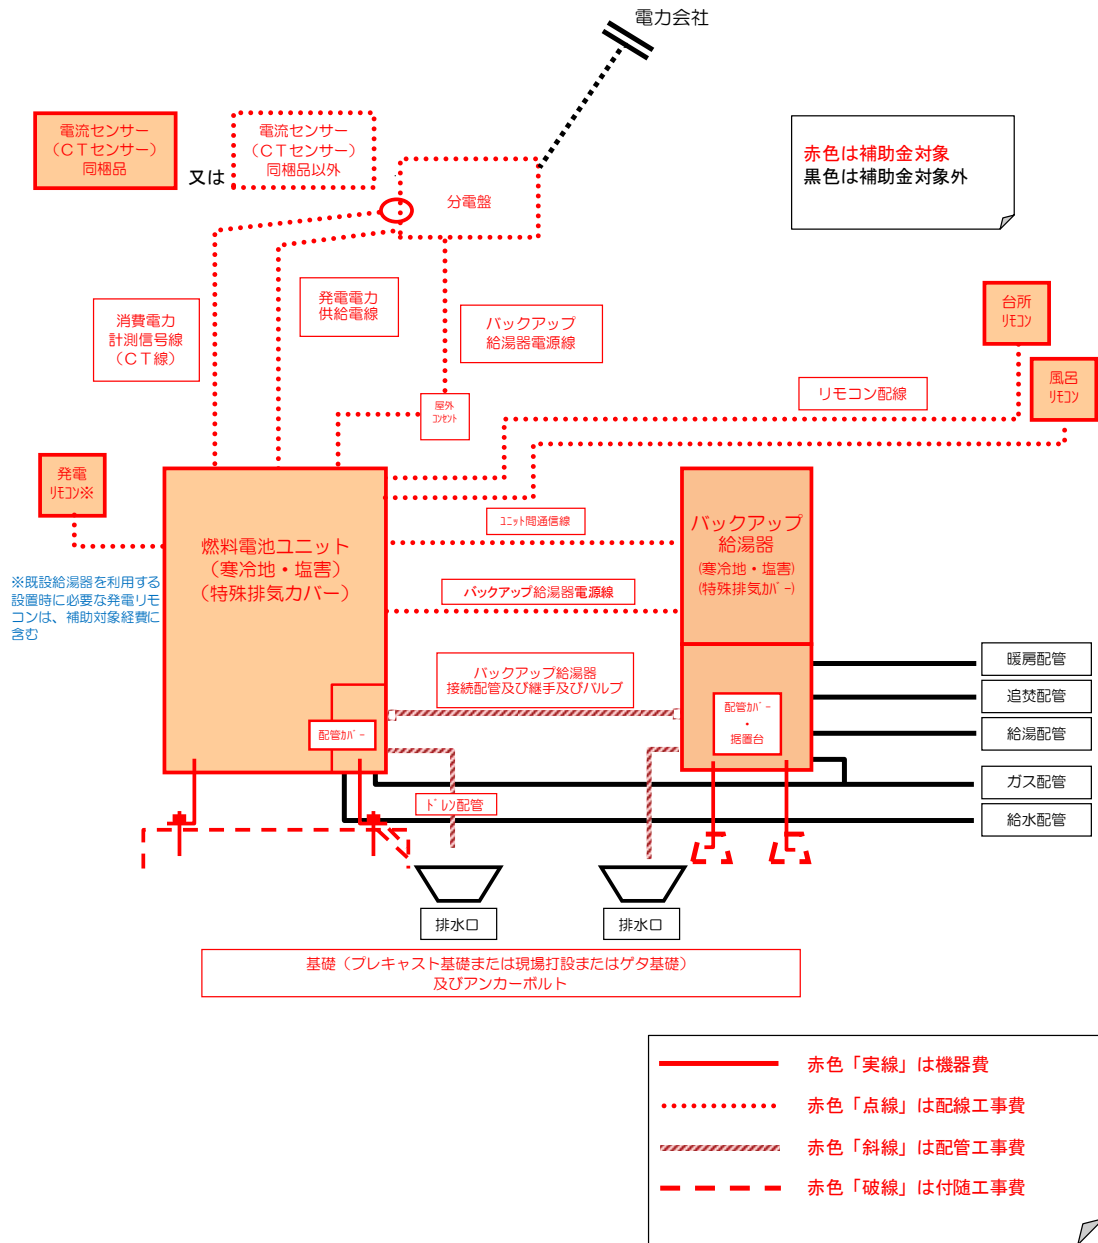 電力会社
電流センサー
（ＣＴセンサー）
同梱品
又は
電流センサー
（ＣＴセンサー）
同梱品以外
分電盤
赤色は補助金対象
黒色は補助金対象外
消費電力
計測信号線
（ＣＴ線）
発電電力
供給電線
バックアップ
給湯器電源線
台所
ﾘﾓｺﾝ
風呂
ﾘﾓｺﾝ
リモコン配線
屋外
ｺﾝｾﾝﾄ
発電
ﾘﾓｺﾝ※
※既設給湯器を利用する
設置時に必要な発電リモ
コンは、補助対象経費に
含む
燃料電池ユニット
（寒冷地・塩害）
（特殊排気カバー）
ﾕﾆｯﾄ間通信線
バックアップ給湯器電源線
バックアップ
給湯器
(寒冷地・塩害)
(特殊排気ｶﾊﾞｰ)
バックアップ給湯器
接続配管及び継手及びバルブ
配管ｶﾊﾞｰ
配管ｶﾊﾞｰ
・
据置台
暖房配管
追焚配管
給湯配管
ガス配管
給水配管
ﾄﾞﾚﾝ配管
排水口
排水口
基礎（プレキャスト基礎または現場打設またはゲタ基礎）
及びアンカーボルト
赤色「実線」は機器費
赤色「点線」は配線工事費
赤色「斜線」は配管工事費
赤色「破線」は付随工事費